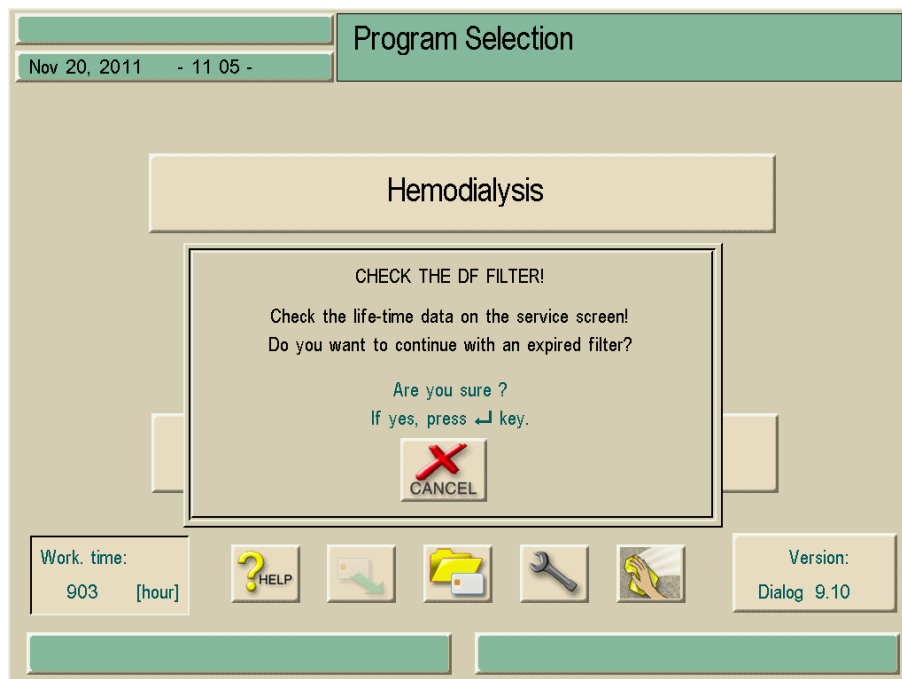 Program Selection
Nov 20, 2011 - 11 05 -
Hemodialysis
CHECK THE DF FILTER!
Check the life-time data on the service screen!
Do you want to continue with an expired filter?
Are you sure ?
If yes, press ↵ key.
CANCEL
Work. time:
903 [hour]
HELP
Version:
Dialog 9.10